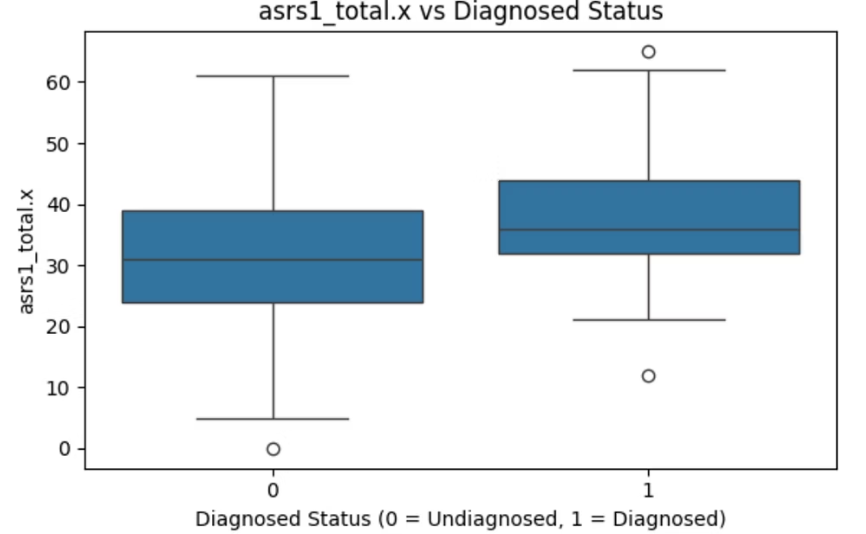 asrs1_total.x vs Diagnosed Status
asrs1_total.x
60
50
40
30
20
10
0
0 1
Diagnosed Status (0 = Undiagnosed, 1 = Diagnosed)